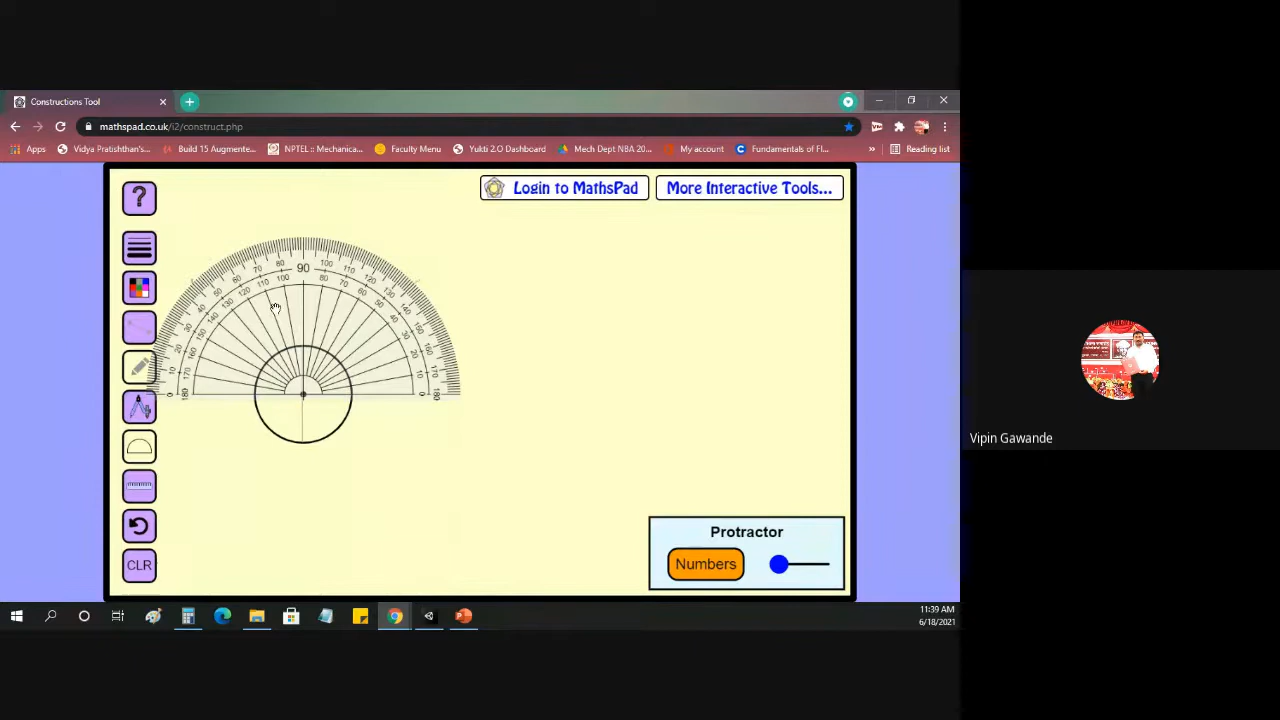 Constructions Tool
mathspad.co.uk/i2/construct.php
Apps Vidya Pratishthan's... Build 15 Augmente... NPTEL :: Mechanica... Faculty Menu Yukti 2.O Dashboard Mech Dept NBA 20... My account Fundamentals of Fl... » Reading list
? Login to MathsPad More Interactive Tools...
90
Vipin Gawande
Protractor
Numbers
CLR
11:39 AM
6/18/2021